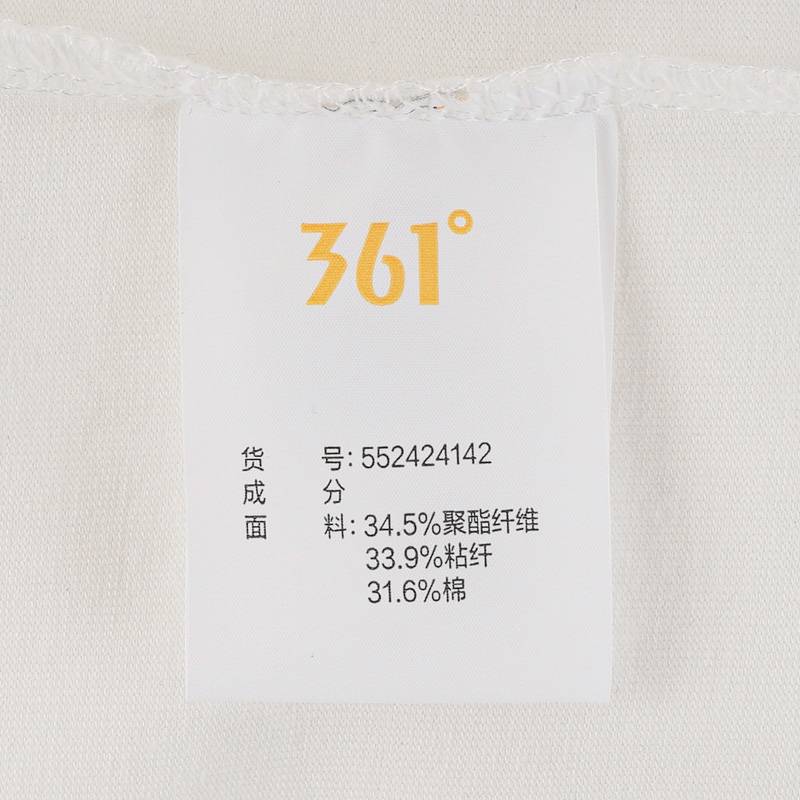 361°
货 号: 552424142
成 分
面 料: 34.5%聚酯纤维
33.9%粘纤
31.6%棉